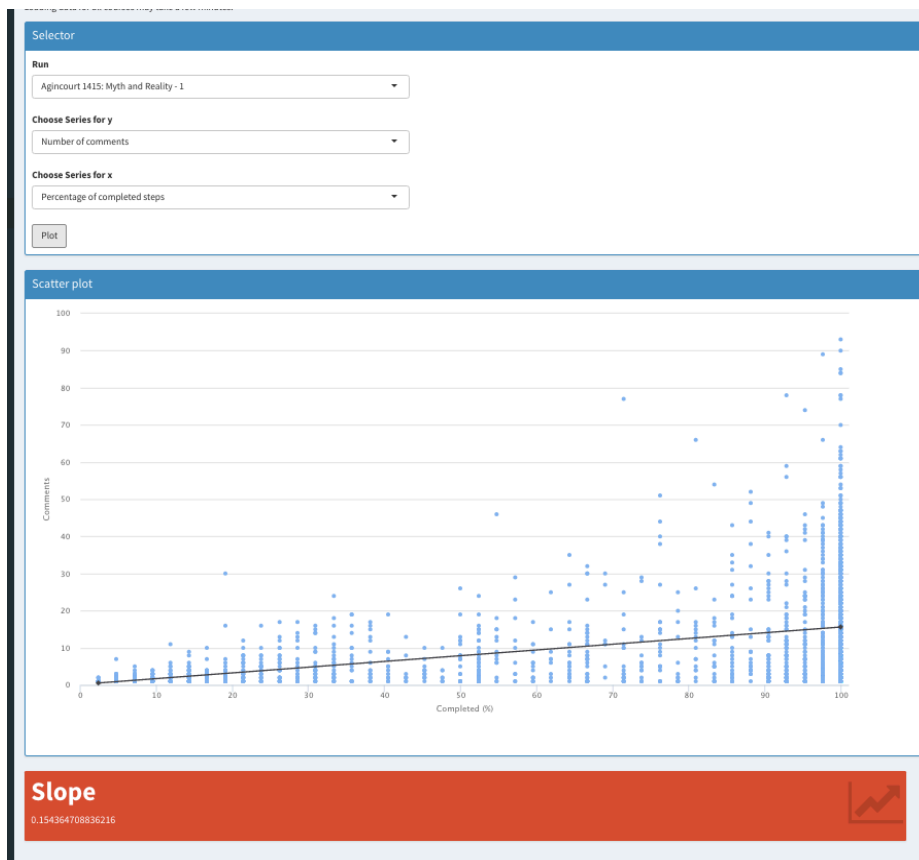 Selector
Run
Agincourt 1415: Myth and Reality - 1
Choose Series for y
Number of comments
Choose Series for x
Percentage of completed steps
Plot
Scatter plot
100
90
80
70
60
50
40
30
20
10
0
Comments
0 10 20 30 40 50 60 70 80 90 100
Completed (%)
Slope
0.154364708836216